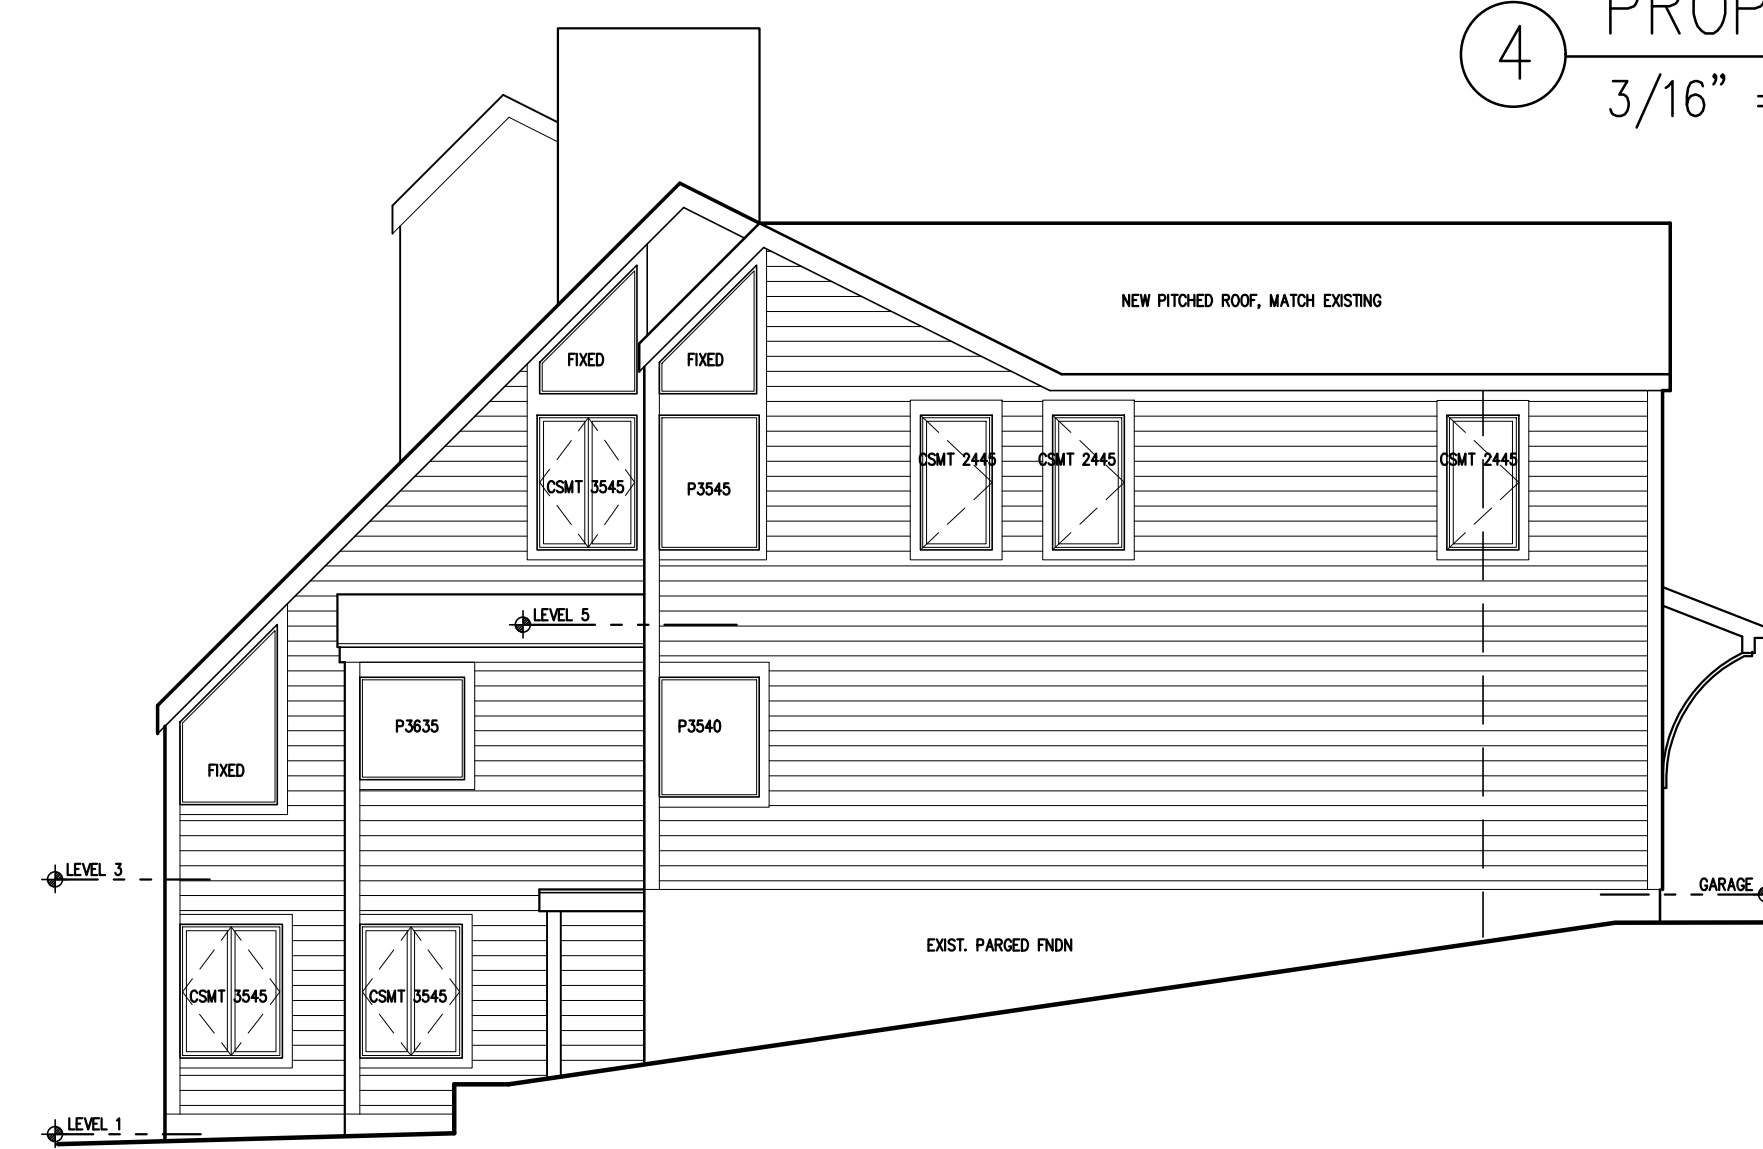 4
PROP
3/16" =
NEW PITCHED ROOF, MATCH EXISTING
FIXED
FIXED
CSMT 2445
CSMT 2445
CSMT 2445
CSMT 3545
P3545
LEVEL 5
P3635
P3540
FIXED
LEVEL 3
GARAGE
EXIST. PARGED FNDN
CSMT 3545
CSMT 3545
LEVEL 1